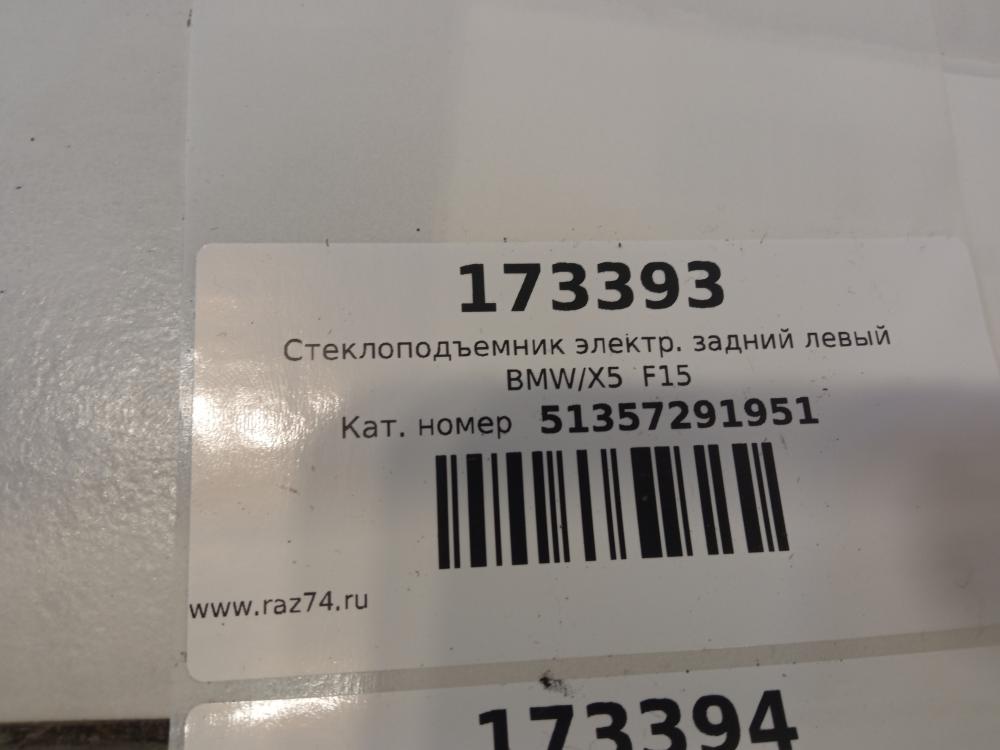 173393
Стеклоподъемник электр. задний левый
BMW/X5 F15
Кат. номер 51357291951
www.raz74.ru
173394